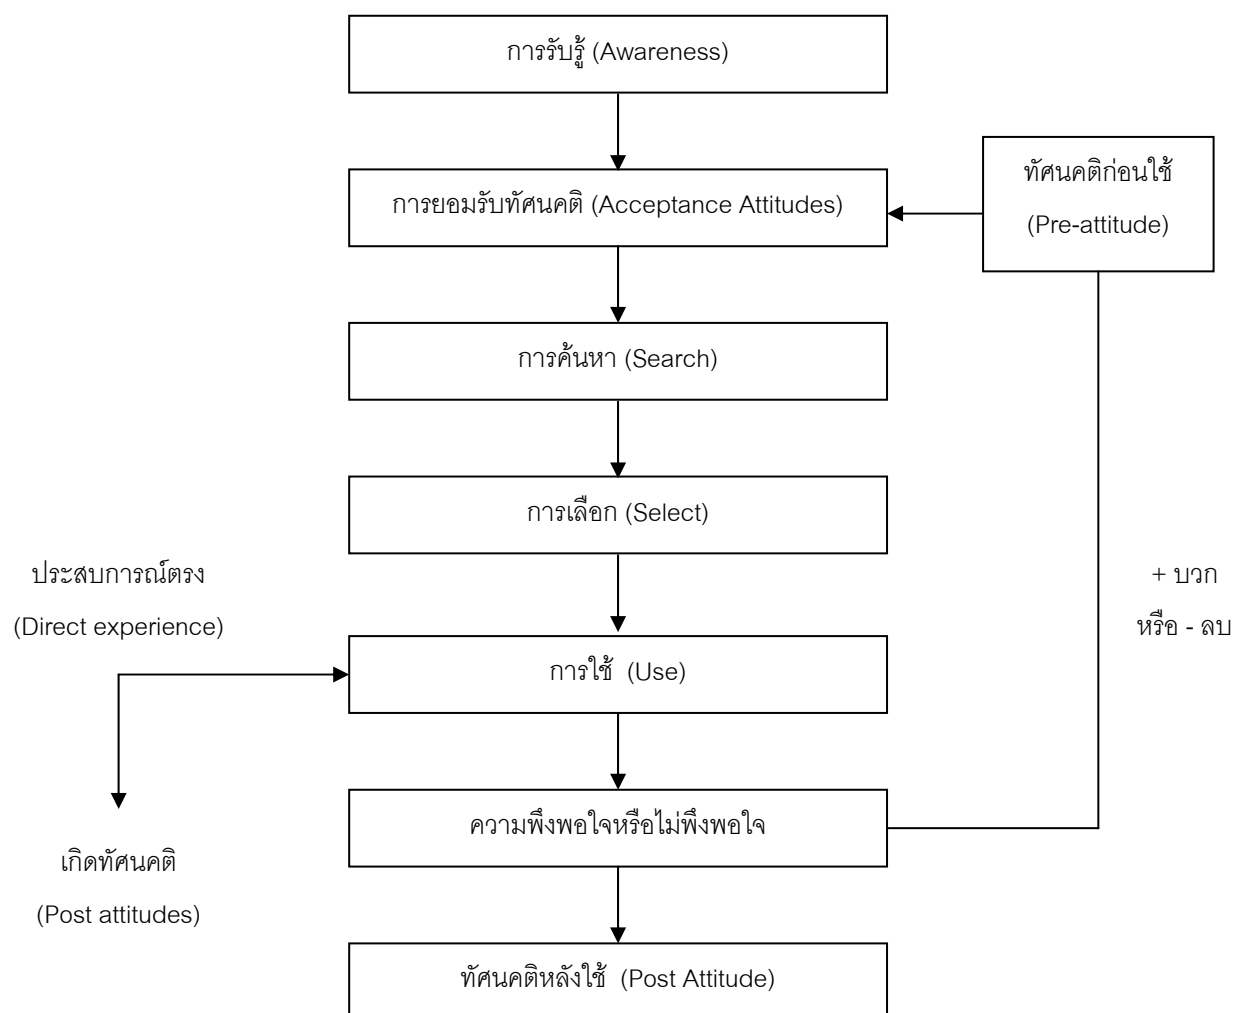 การรับรู้ (Awareness)
ทัศนคติก่อนใช้
(Pre-attitude)
การยอมรับทัศนคติ (Acceptance Attitudes)
การค้นหา (Search)
การเลือก (Select)
ประสบการณ์ตรง
(Direct experience)
+ บวก
หรือ - ลบ
การใช้ (Use)
ความพึงพอใจหรือไม่พึงพอใจ
เกิดทัศนคติ
(Post attitudes)
ทัศนคติหลังใช้ (Post Attitude)